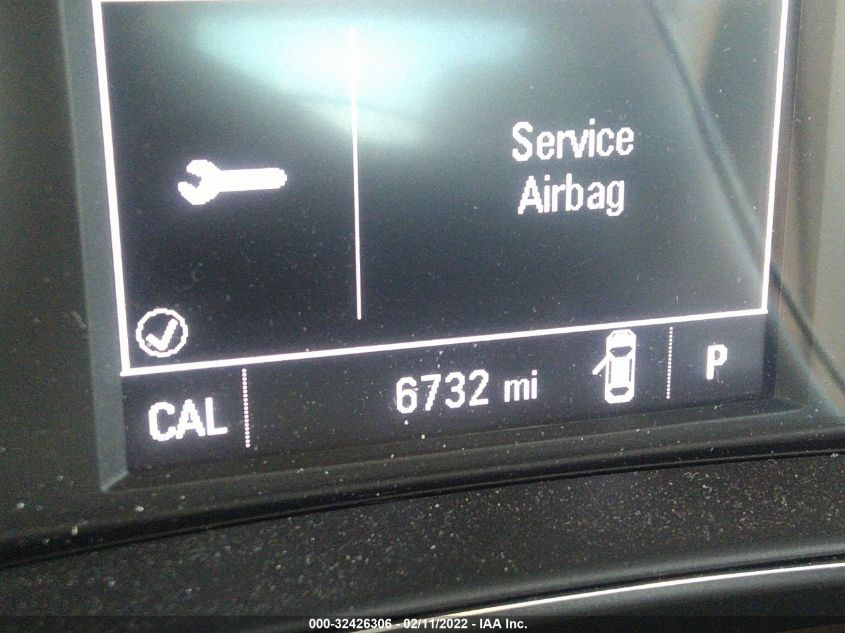 Service
Airbag
CAL
6732 mi
P
000-32426306 - 02/11/2022 - IAA Inc.